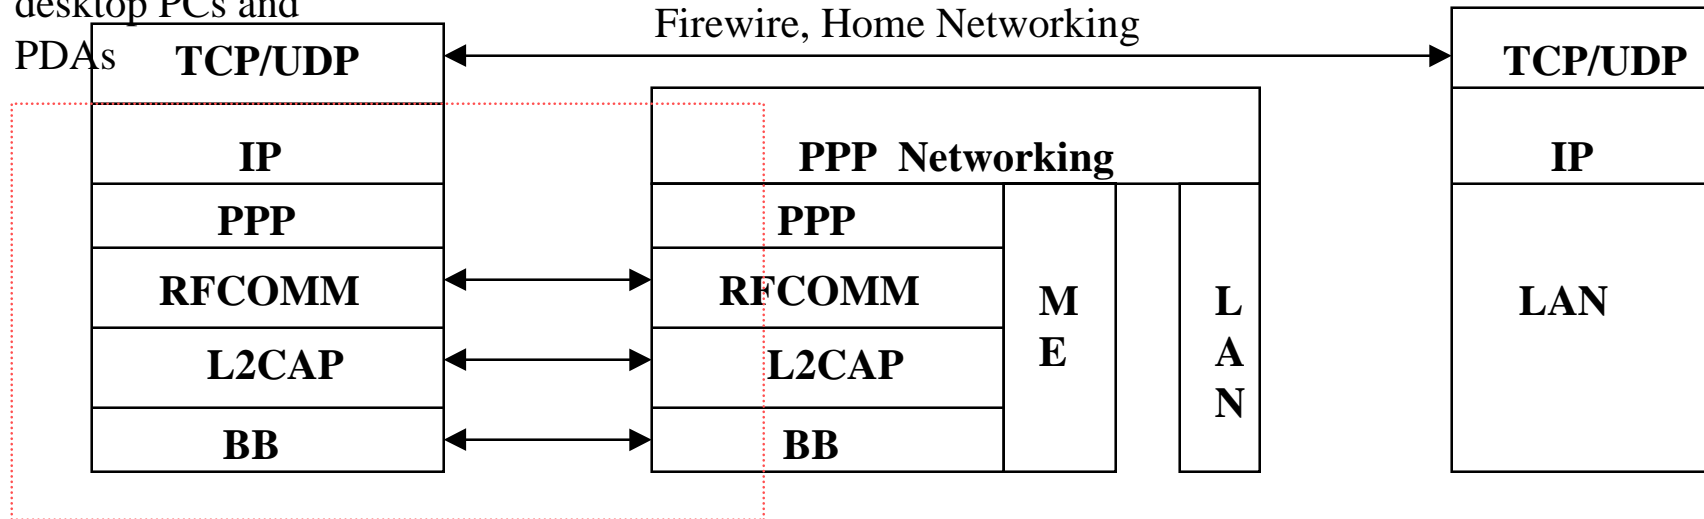 desktop PCs and
PDAs
Firewire, Home Networking
TCP/UDP
IP
PPP
RFCOMM
L2CAP
BB
PPP Networking
PPP
RFCOMM
L2CAP
BB
M
E
L
A
N
TCP/UDP
IP
LAN